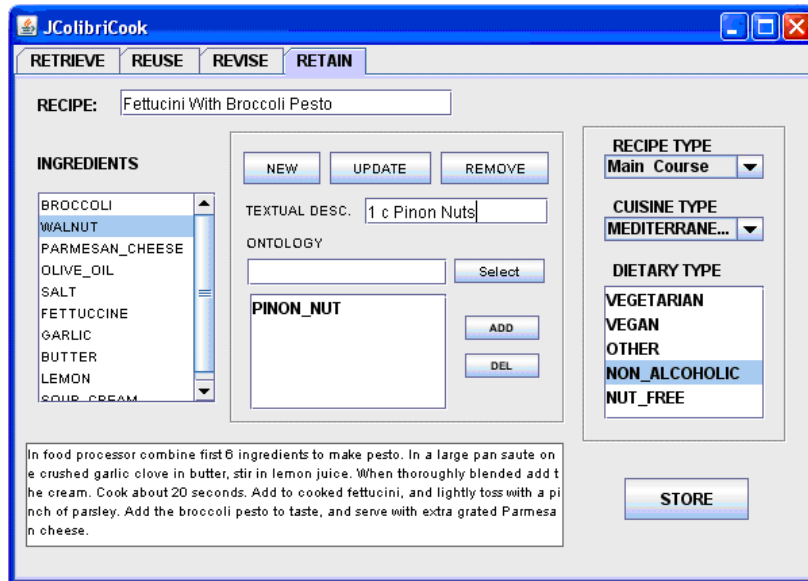 JColibriCook
RETRIEVE REUSE REVISE RETAIN
RECIPE: Fettucini With Broccoli Pesto
INGREDIENTS
BROCCOLI
WALNUT
PARMESAN_CHEESE
OLIVE_OIL
SALT
FETTUCCINE
GARLIC
BUTTER
LEMON
SOUR_CREAM
NEW UPDATE REMOVE
TEXTUAL DESC. 1 c Pinon Nuts
ONTOLOGY
Select
PINON_NUT
ADD
DEL
RECIPE TYPE
Main Course
CUISINE TYPE
MEDITERRANE...
DIETARY TYPE
VEGETARIAN
VEGAN
OTHER
NON_ALCOHOLIC
NUT_FREE
In food processor combine first 6 ingredients to make pesto. In a large pan saute on
e crushed garlic clove in butter, stir in lemon juice. When thoroughly blended add t
he cream. Cook about 20 seconds. Add to cooked fettucini, and lightly toss with a pi
nch of parsley. Add the broccoli pesto to taste, and serve with extra grated Parmesa
n cheese.
STORE